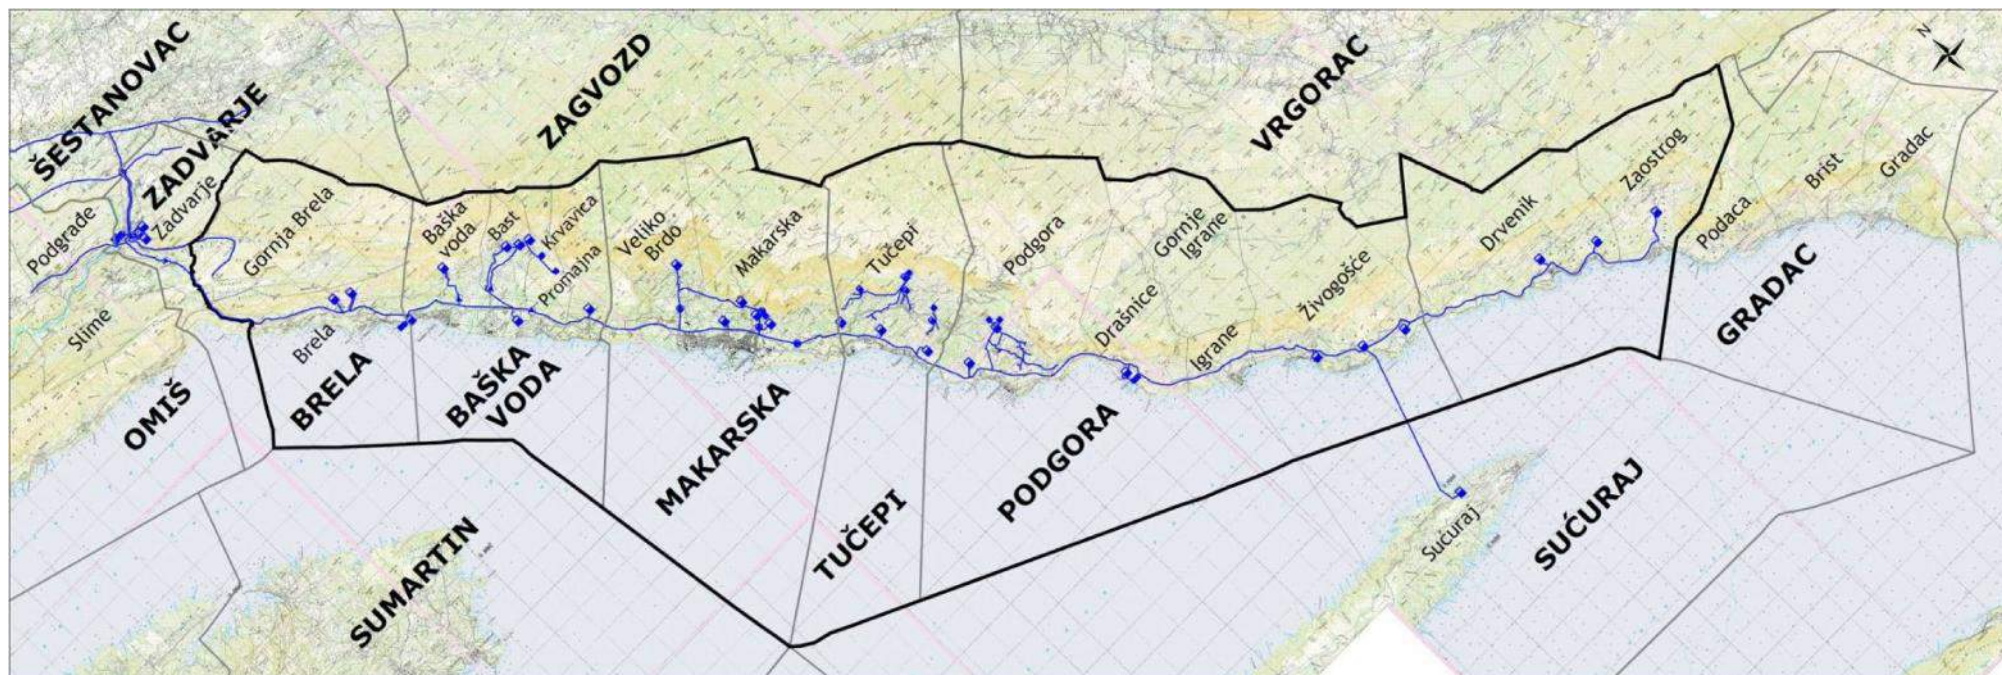 ŠESTANOVAC
ZADVARJE
ZAGVOZD
VRGORAC
N
Podgrade
Zadvarje
Slime
Gornja Brela
Baška
voda
Bast
Krvavica
Promajna
Veliko
Brdo
Makarska
Tučepi
Podgora
Gornje
Igrane
Drašnice
Igrane
Živogošće
Drvenik
Zaostrog
Podaca
Brist
Gradac
Brela
OMIŠ
BRELA
BAŠKA
VODA
MAKARSKA
TUČEPI
PODGORA
GRADAC
SUMARTIN
Sućuraj
SUĆURAJ